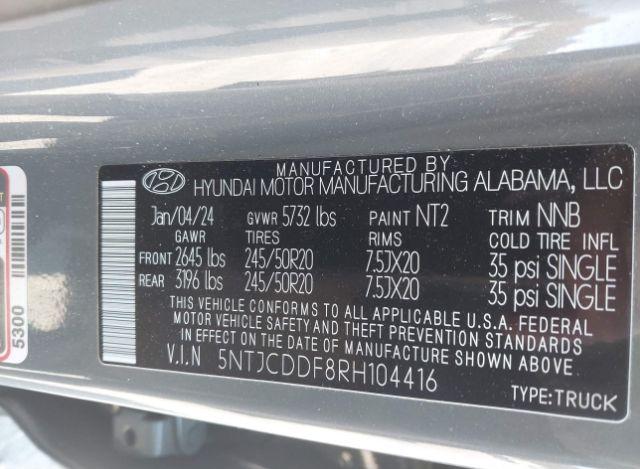 MANUFACTURED BY
HYUNDAI MOTOR MANUFACTURING ALABAMA, LLC
Jan/04/24 GVWR 5732 lbs PAINT NT2 TRIM NNB
GAWR TIRES RIMS COLD TIRE INFL
FRONT 2645 lbs 245/50R20 7.5JX20 35 psi SINGLE
REAR 3196 lbs 245/50R20 7.5JX20 35 psi SINGLE
THIS VEHICLE CONFORMS TO ALL APPLICABLE U.S.A. FEDERAL
MOTOR VEHICLE SAFETY AND THEFT PREVENTION STANDARDS
IN EFFECT ON THE DATE OF MANUFACTURE SHOWN ABOVE.
V.I.N 5NTJCDDF8RH104416
TYPE:TRUCK
5300